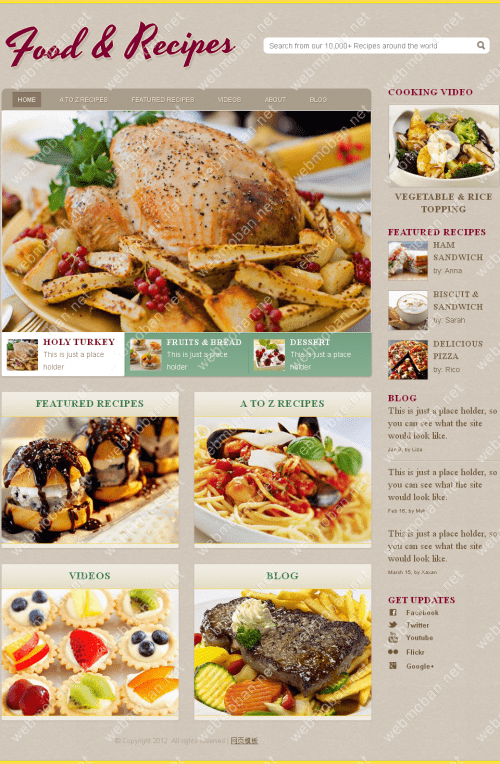 Food & Recipes
Search from our 10,000+ Recipes around the world
HOME
A TO Z RECIPES
FEATURED RECIPES
VIDEOS
ABOUT
BLOG
HOLY TURKEY
This is just a place
holder
FRUITS & BREAD
This is just a place
holder
DESSERT
This is just a place
holder
FEATURED RECIPES
A TO Z RECIPES
VIDEOS
BLOG
COOKING VIDEO
VEGETABLE & RICE
TOPPING
FEATURED RECIPES
HAM
SANDWICH
by: Anna
BISCUIT &
SANDWICH
by: Sarah
DELICIOUS
PIZZA
by: Rico
BLOG
This is just a place holder, so
you can see what the site
would look like.
Jan 9, by Liza
This is just a place holder, so
you can see what the site
would look like.
Feb 16, by Myk
This is just a place holder, so
you can see what the site
would look like.
March 15, by Xaxan
GET UPDATES
Facebook
Twitter
Youtube
Flickr
Google+
© Copyright 2012. All rights reserved | 网页模板
webmoban.net